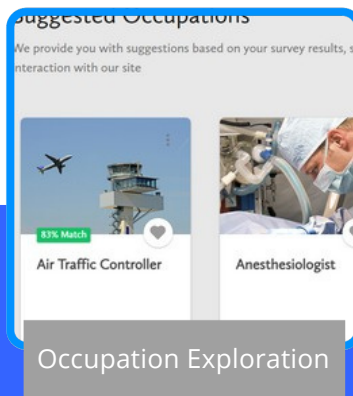 Suggested Occupations
We provide you with suggestions based on your survey results, s
nteraction with our site
83% Match
Air Traffic Controller
Anesthesiologist
Occupation Exploration